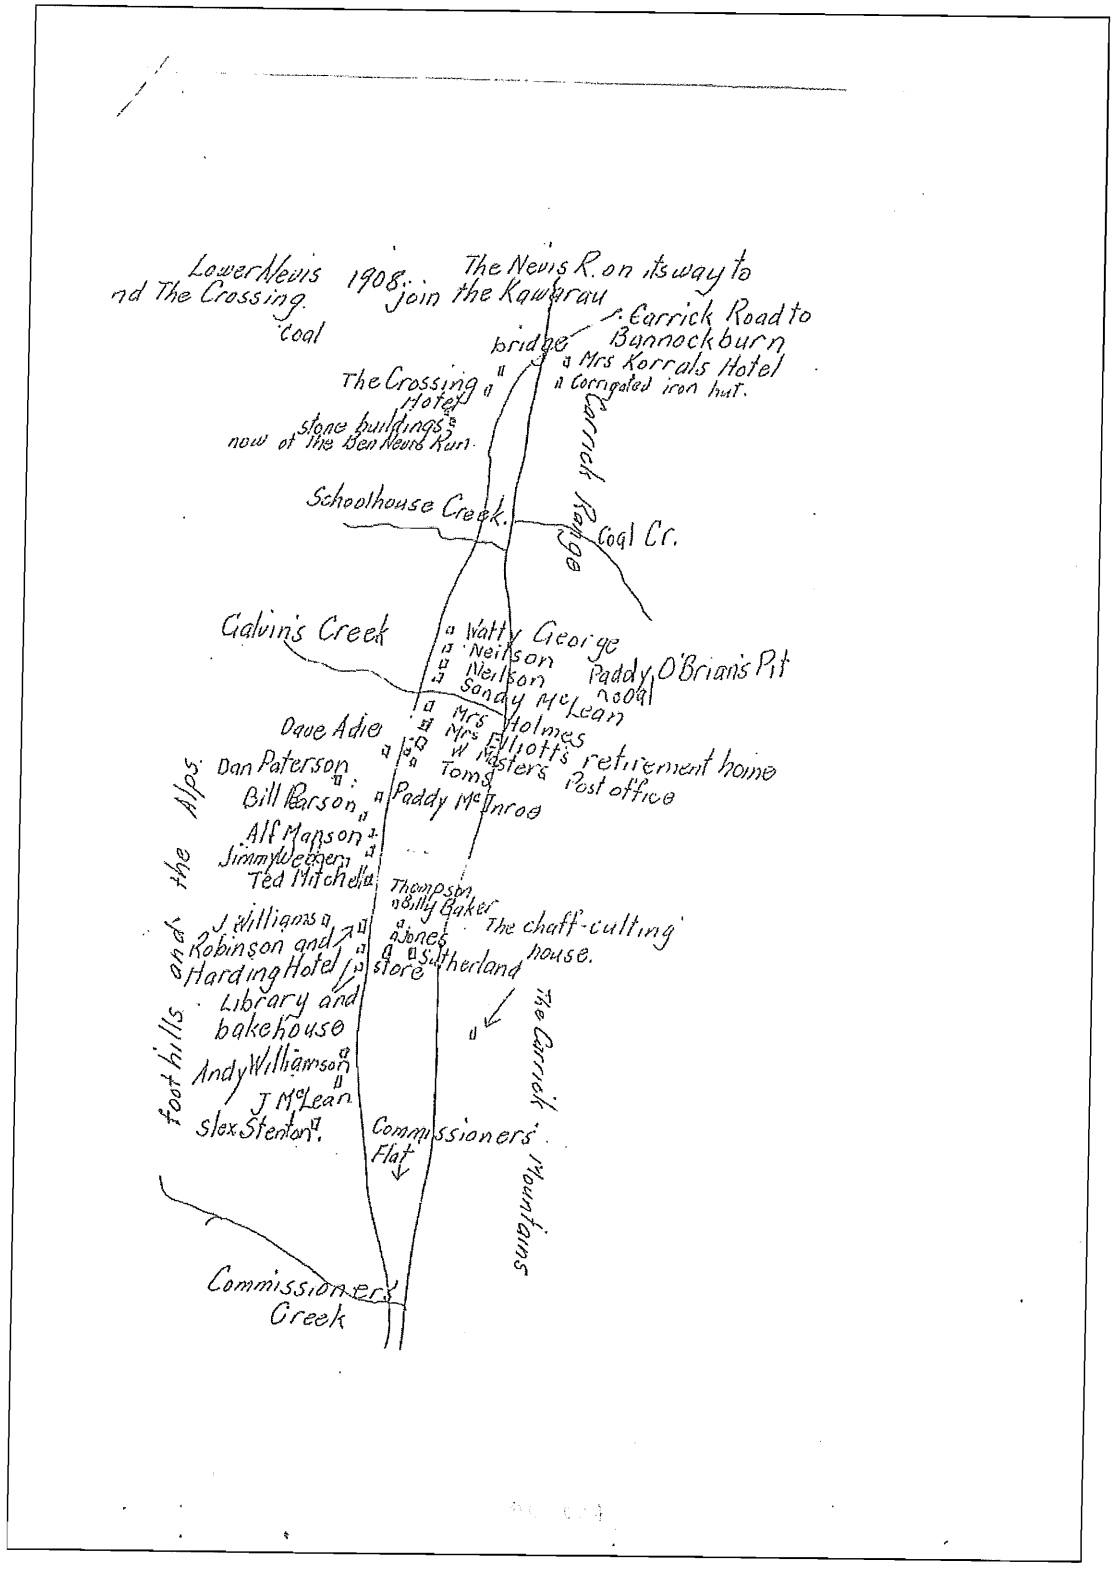 Lower Nevis 1908.
nd The Crossing.
Coal
The Nevis R. on its way to
join the Kawarau
bridge
Carrick Road to
Bannockburn
Mrs Korrals Hotel
Corrigated iron hut.
The Crossing
Hotel
stone buildings
now of the Ben Nevis Run.
Carrick Range
Schoolhouse Creek.
Coal Cr.
Galvin's Creek
Watty George
Neilson
Neilson
Sandy McLean
Paddy O'Brian's Pit
Mrs Holmes
Mrs Elliott's retirement home
W Masters Post office
Toms
Dave Adie
Dan Paterson
Bill Parson
Paddy McInroe
Alf Manson
Jimmy
Ted Mitchell
foothills and the Alps.
Thompson
Billy Baker
Jones
Sutherland
store
The chaff-cutting
house.
J Williams
Robinson and
Harding Hotel
Library and
bakehouse
Andy Williamson
J McLean
Stenton.
The Carrick Mountains
Commissioners'
Flat
Commissioners'
Creek